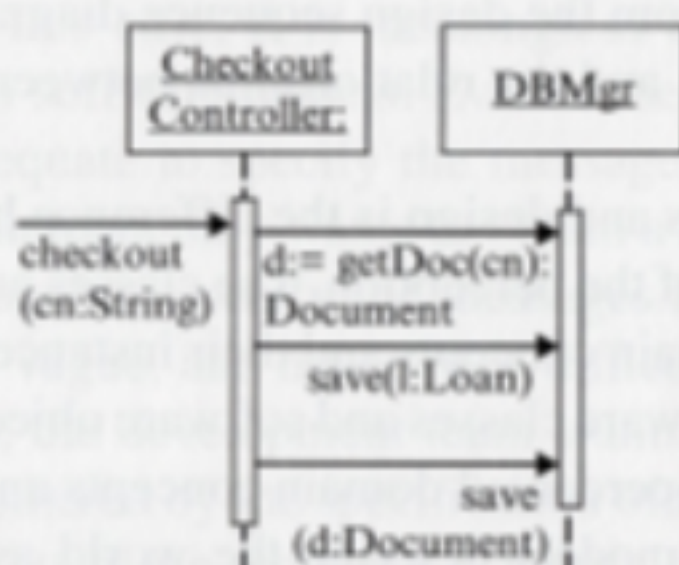 Checkout
Controller:
DBMgr
checkout
(cn:String)
d:= getDoc(cn):
Document
save(l:Loan)
save
(d:Document)